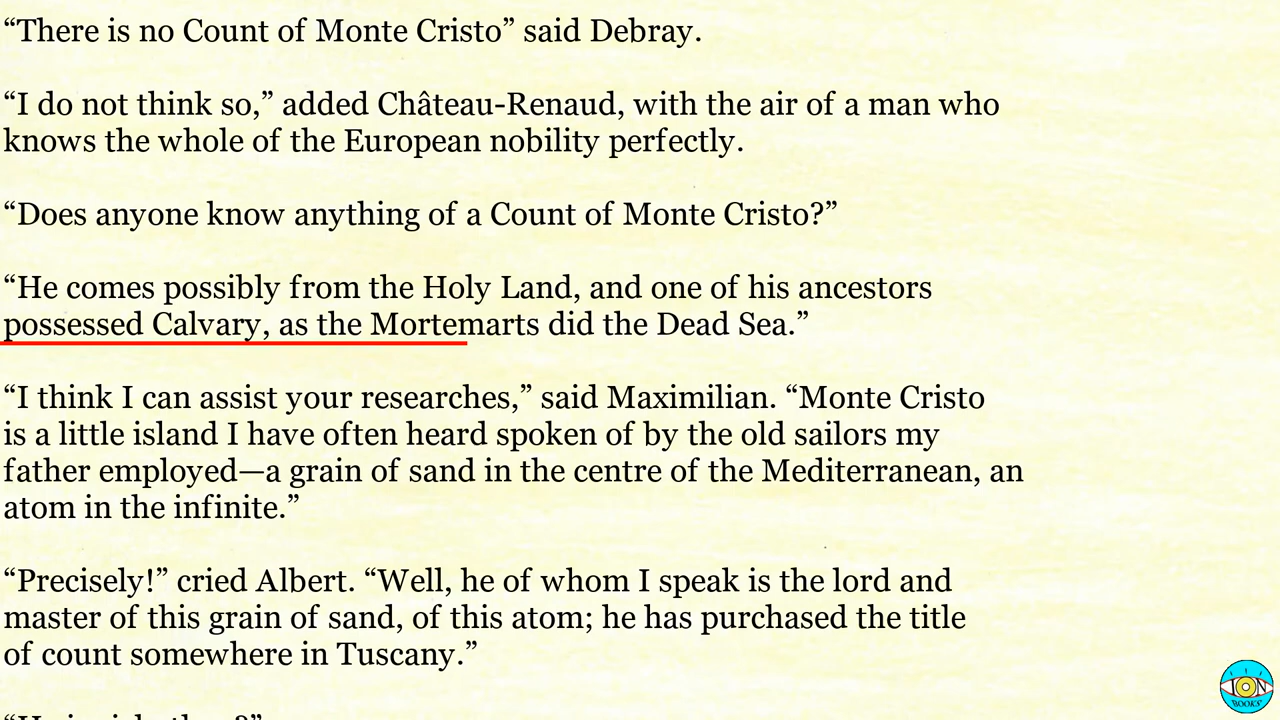 “There is no Count of Monte Cristo” said Debray.
“I do not think so,” added Château-Renaud, with the air of a man who
knows the whole of the European nobility perfectly.
“Does anyone know anything of a Count of Monte Cristo?”
“He comes possibly from the Holy Land, and one of his ancestors
possessed Calvary, as the Mortemarts did the Dead Sea.”
“I think I can assist your researches,” said Maximilian. “Monte Cristo
is a little island I have often heard spoken of by the old sailors my
father employed—a grain of sand in the centre of the Mediterranean, an
atom in the infinite.”
“Precisely!” cried Albert. “Well, he of whom I speak is the lord and
master of this grain of sand, of this atom; he has purchased the title
of count somewhere in Tuscany.”
ION
BOOKS